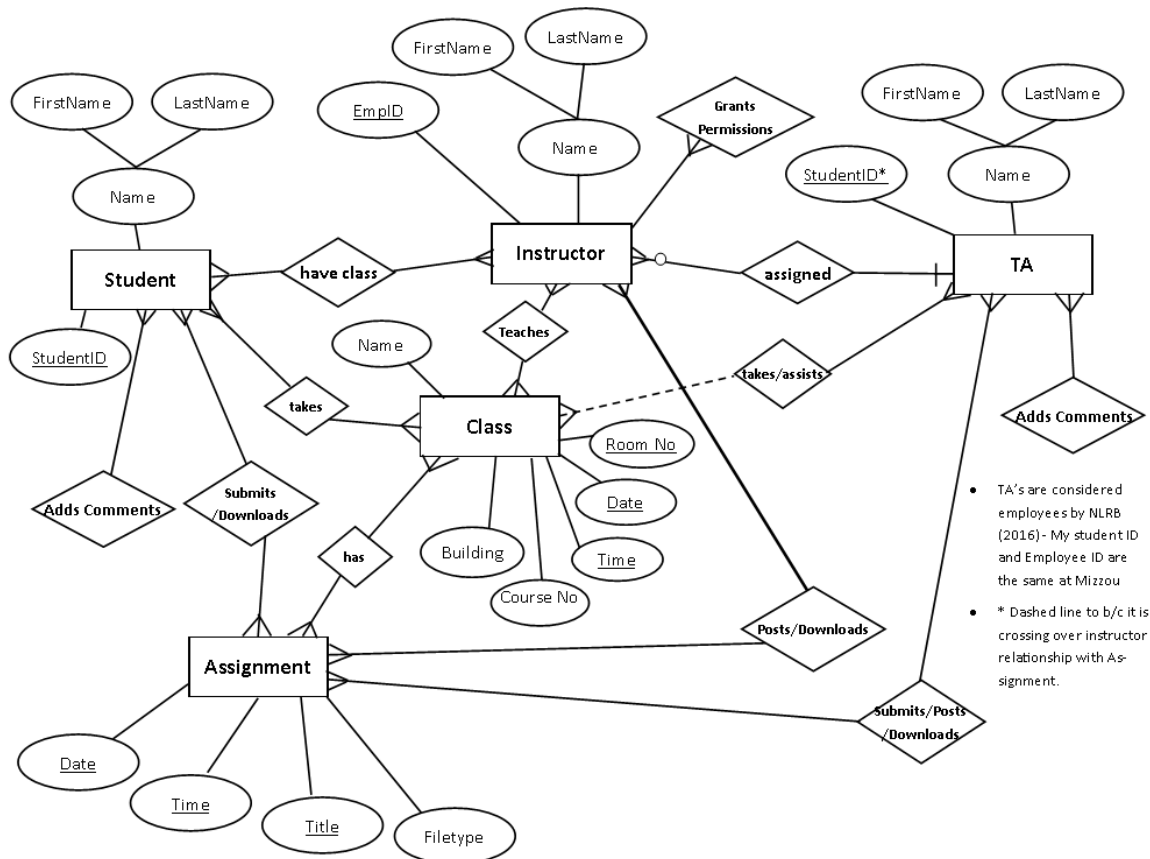 FirstName
LastName
Name
Student
StudentID
EmpID
FirstName
LastName
Name
Grants
Permissions
Instructor
FirstName
LastName
StudentID*
Name
TA
have class
assigned
Teaches
takes
takes/assists
Name
Class
Room No
Date
Time
Course No
Building
Adds Comments
Submits
/Downloads
has
Adds Comments
Posts/Downloads
Submits/Posts
/Downloads
Assignment
Date
Time
Title
Filetype
• TA's are considered
employees by NLRB
(2016)- My student ID
and Employee ID are
the same at Mizzou
• * Dashed line to b/c it is
crossing over instructor
relationship with As-
signment.